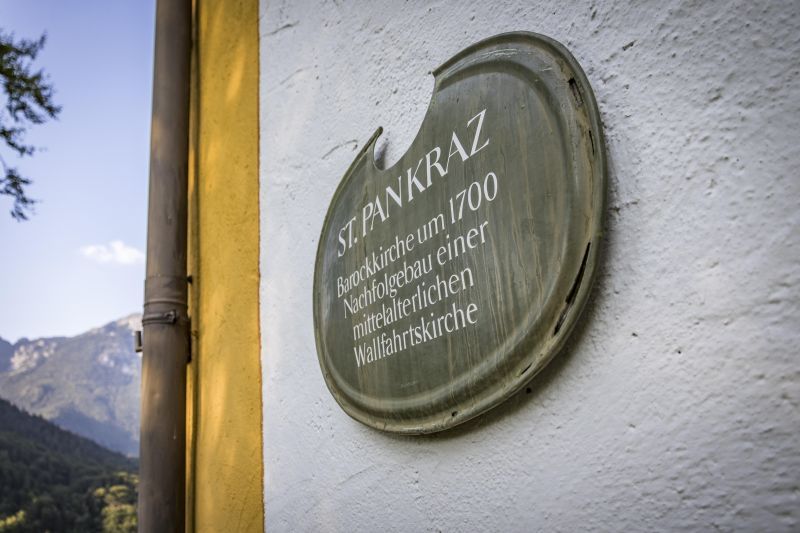 ST. PANKRAZ
Barockkirche um 1700
Nachfolgebau einer
mittelalterlichen
Wallfahrtskirche